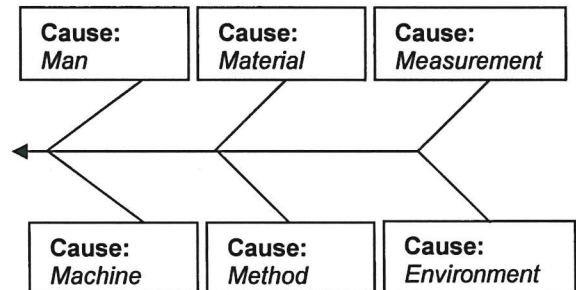 Cause:
Man
Cause:
Material
Cause:
Measurement
Cause:
Machine
Cause:
Method
Cause:
Environment